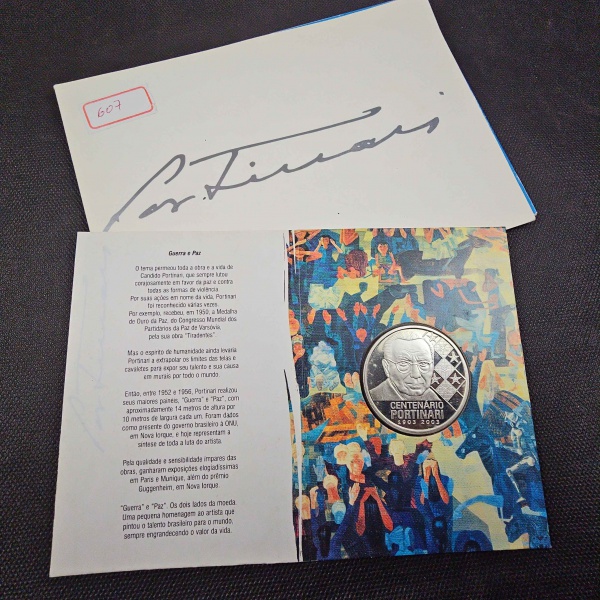 607
Portinari
Guerra e Paz
O tema permeou toda a obra e a vida de
Candido Portinari, que sempre lutou
corajosamente em favor da paz e contra
todas as formas de violência.
Por suas ações em nome da vida, Portinari
foi reconhecido várias vezes.
Por exemplo, recebeu, em 1950, a Medalha
de Ouro da Paz, do Congresso Mundial dos
Partidários da Paz de Varsóvia
pela sua obra "Tiradentes".
Mas o espírito de humanidade ainda levaria
Portinari a extrapolar os limites das telas e
cavaletes para expor seu talento e sua causa
em murais por todo o mundo.
Então, entre 1952 e 1956, Portinari realizou
seus maiores painéis, "Guerra" e "Paz", com
aproximadamente 14 metros de altura por
10 metros de largura cada um. Foram dados
como presente do governo brasileiro à ONU,
em Nova Iorque, e hoje representam a
síntese de toda a luta do artista.
Pela qualidade e sensibilidade ímpares das
obras, ganharam exposições elogiadíssimas
em Paris e Munique, além do prêmio
Guggenheim, em Nova Iorque.
"Guerra" e "Paz". Os dois lados da moeda.
Uma pequena homenagem ao artista que
pintou o talento brasileiro para o mundo,
sempre engrandecendo o valor da vida.
CENTENÁRIO
PORTINARI
1903 2003